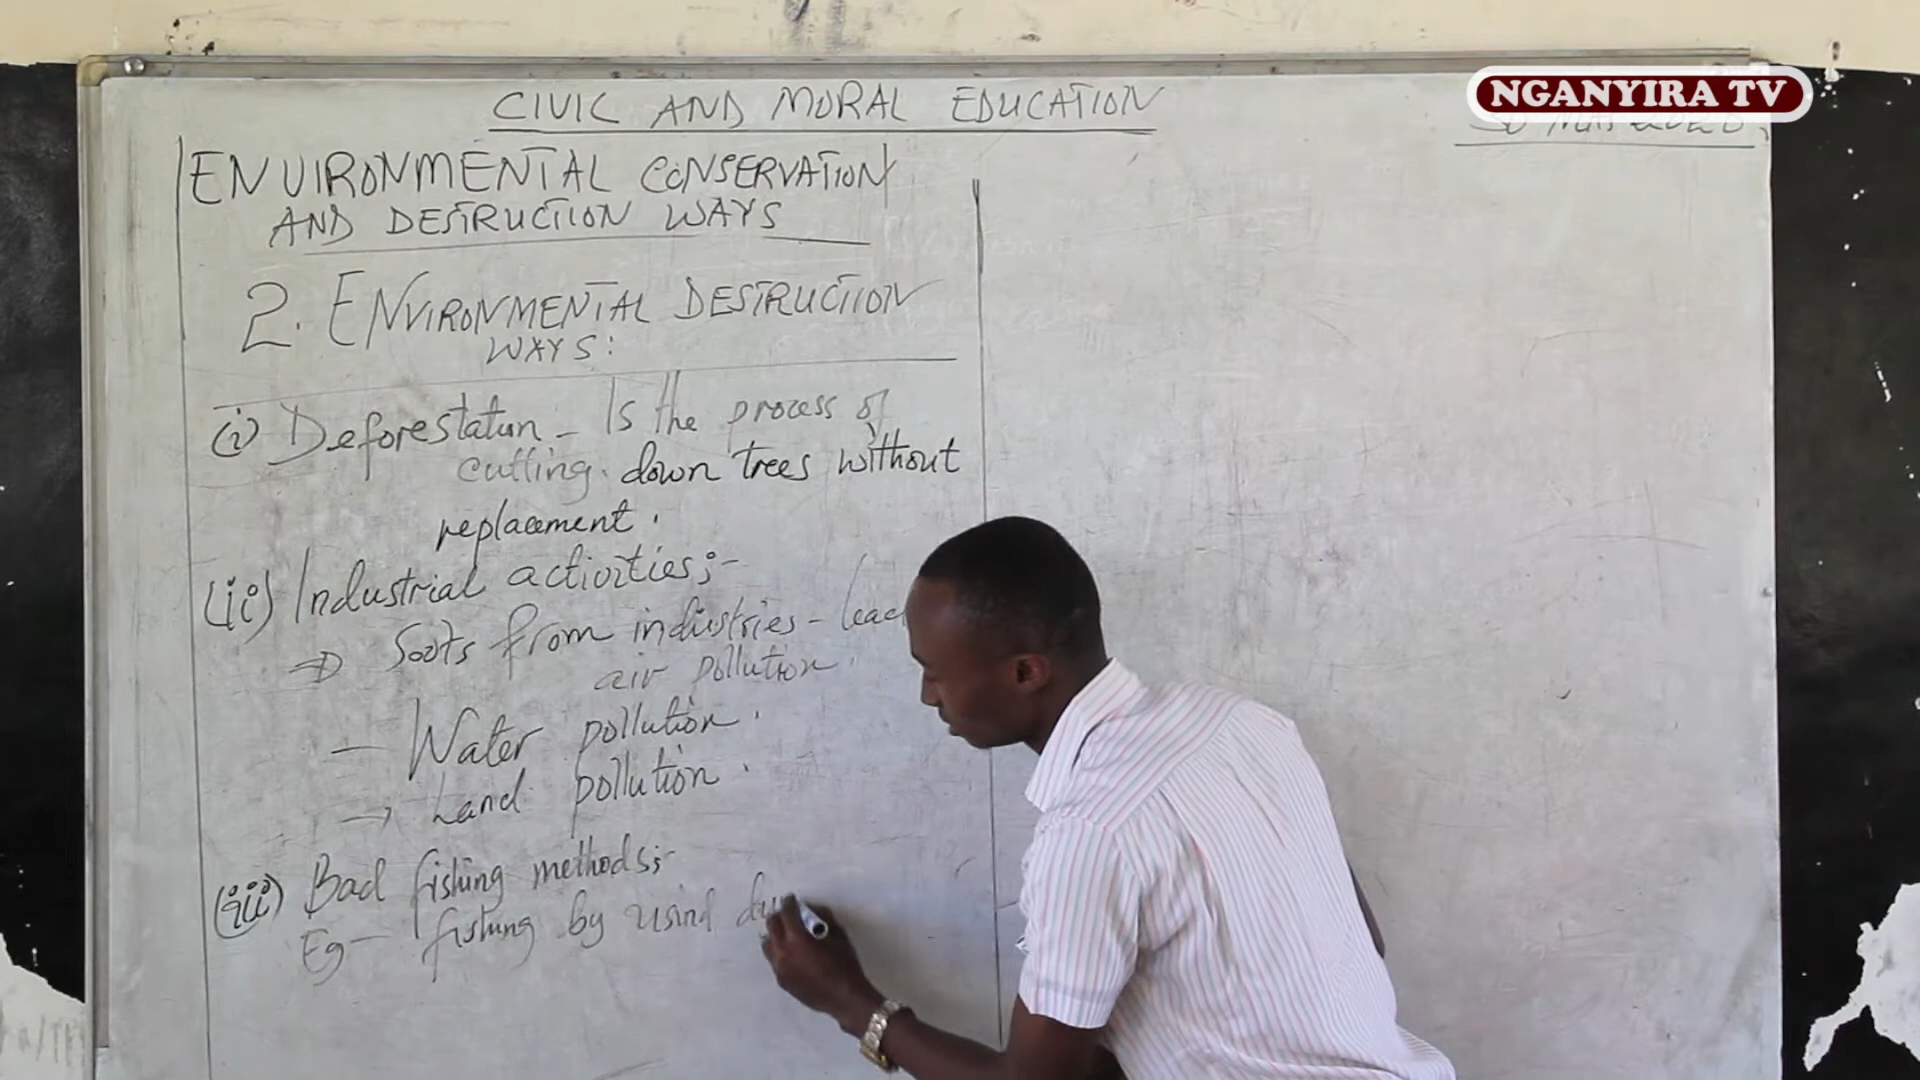 NGANYIRA TV
CIVIC AND MORAL EDUCATION
ENVIRONMENTAL CONSERVATION
AND DESTRUCTION WAYS
2. ENVIRONMENTAL DESTRUCTION
WAYS:
(i) Deforestatun - Is the process of
cutting down trees without
replacement.
(ii) Industrial activities;-
⇒ Soots from industries - lead
air pollution.
- Water pollution.
→ Land pollution.
(iii) Bad fishing methods;-
Eg - fishing by using